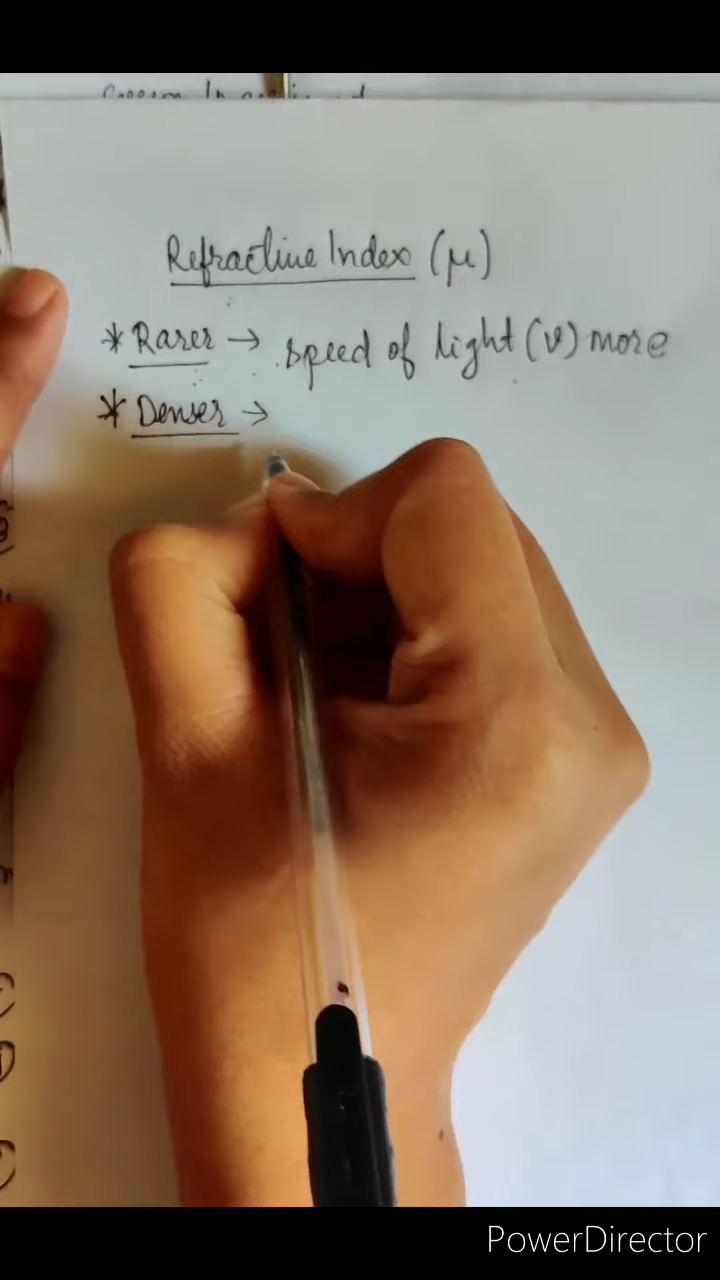 Refractive Index (μ)
* Rarer → speed of light (v) more
* Denser →
PowerDirector